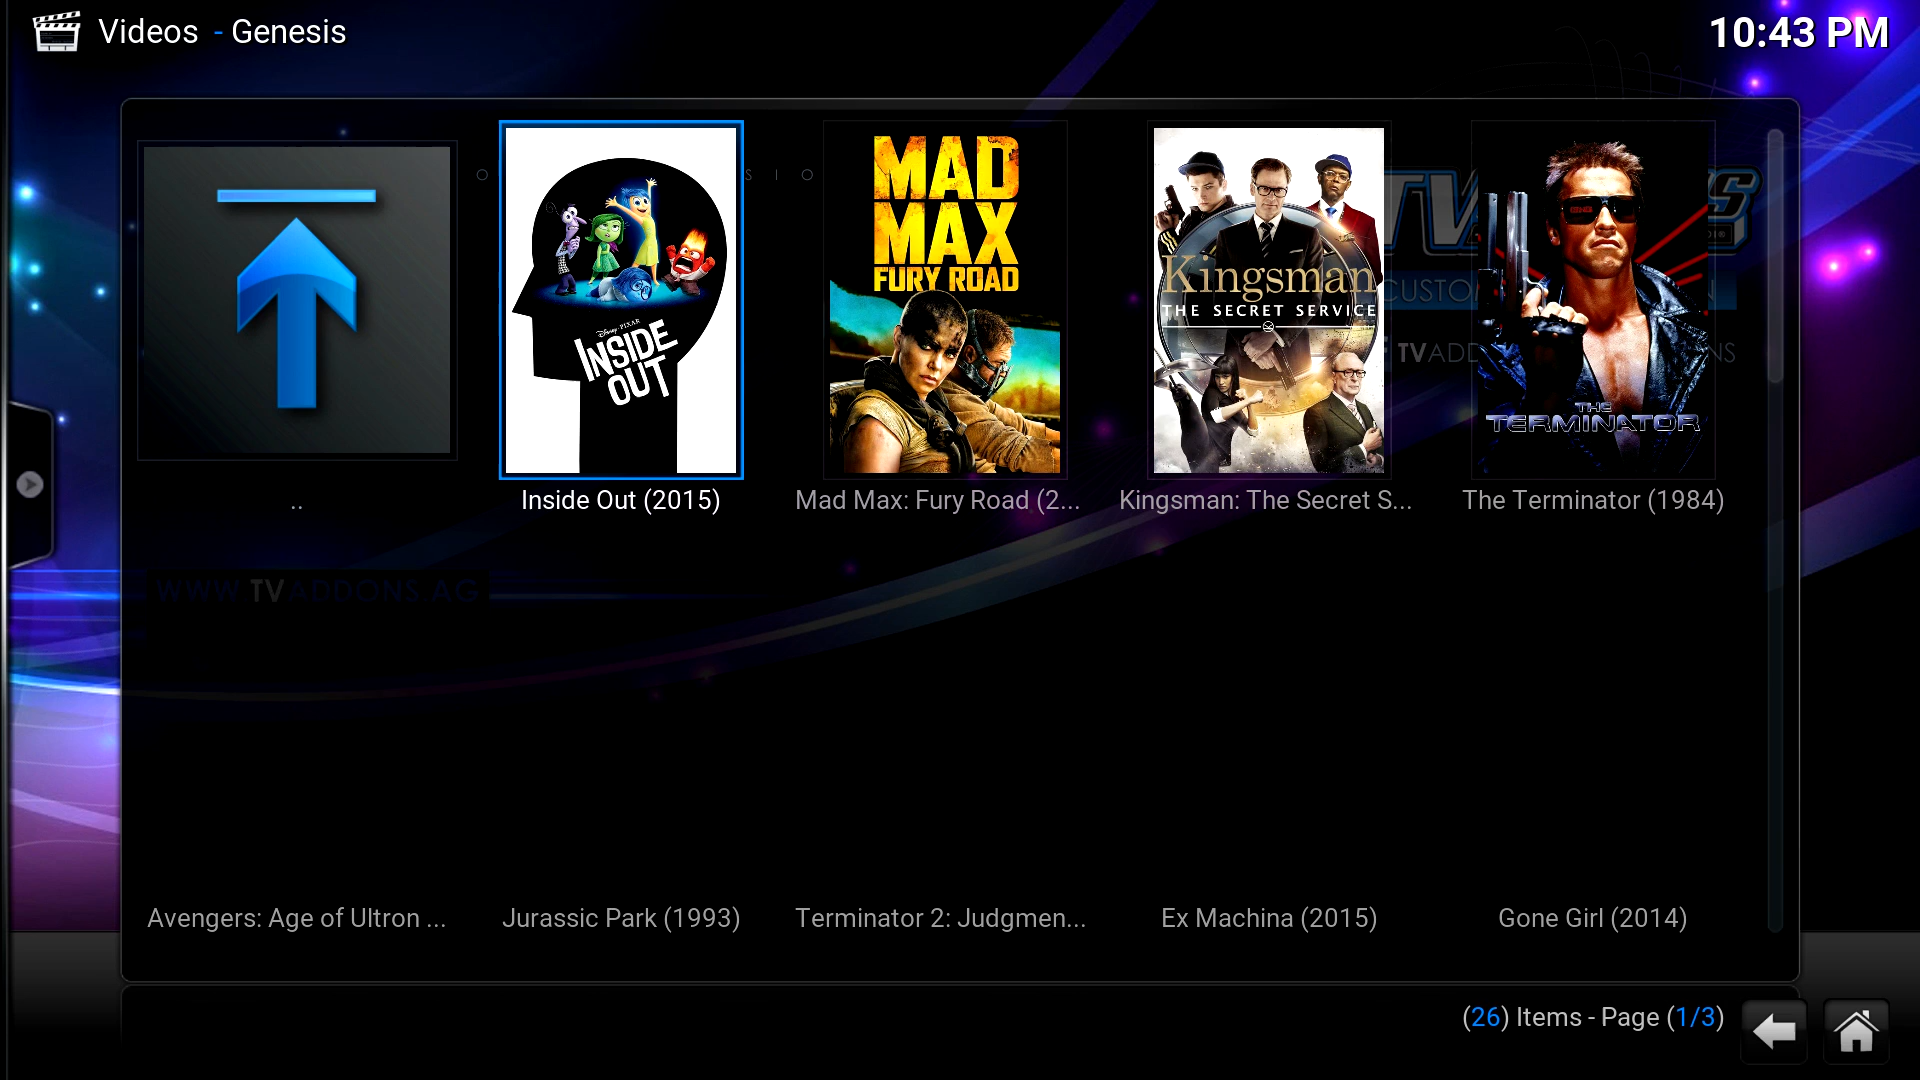 Videos - Genesis
10:43 PM
MAD
MAX
FURY ROAD
Kingsman
THE SECRET SERVICE
Disney PIXAR
INSIDE
OUT
THE
TERMINATOR
..
Inside Out (2015)
Mad Max: Fury Road (2...
Kingsman: The Secret S...
The Terminator (1984)
WWW TVADDONS AG
Avengers: Age of Ultron ...
Jurassic Park (1993)
Terminator 2: Judgmen...
Ex Machina (2015)
Gone Girl (2014)
(26) Items - Page (1/3)